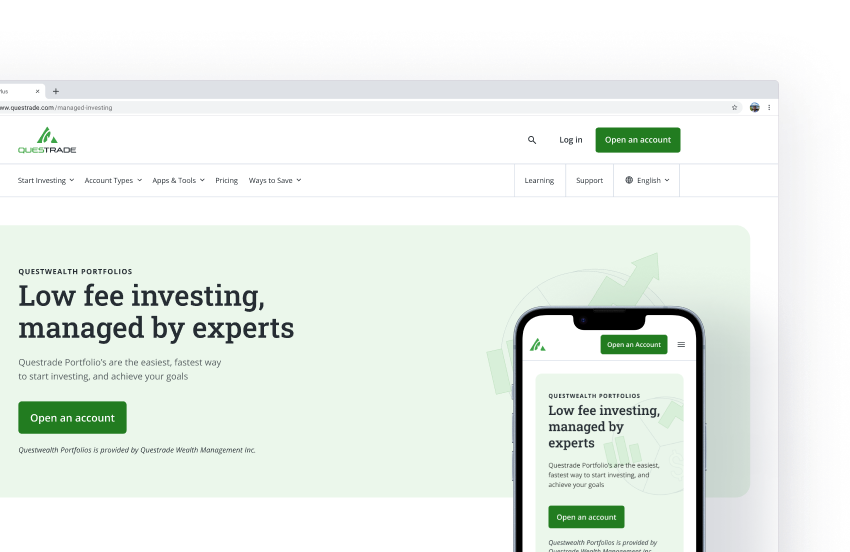 ww.questrade.com/managed-investing
QUESTRADE
Log in
Open an account
Start Investing
Account Types
Apps & Tools
Pricing
Ways to Save
Learning
Support
English
QUESTWEALTH PORTFOLIOS
Low fee investing,
managed by experts
Questrade Portfolio's are the easiest, fastest way
to start investing, and achieve your goals
Open an account
Questwealth Portfolios is provided by Questrade Wealth Management Inc.
Open an Account
QUESTWEALTH PORTFOLIOS
Low fee investing,
managed by
experts
Questrade Portfolio's are the easiest,
fastest way to start investing, and
achieve your goals
Open an account
Questwealth Portfolios is provided by
Questrade Wealth Management Inc.